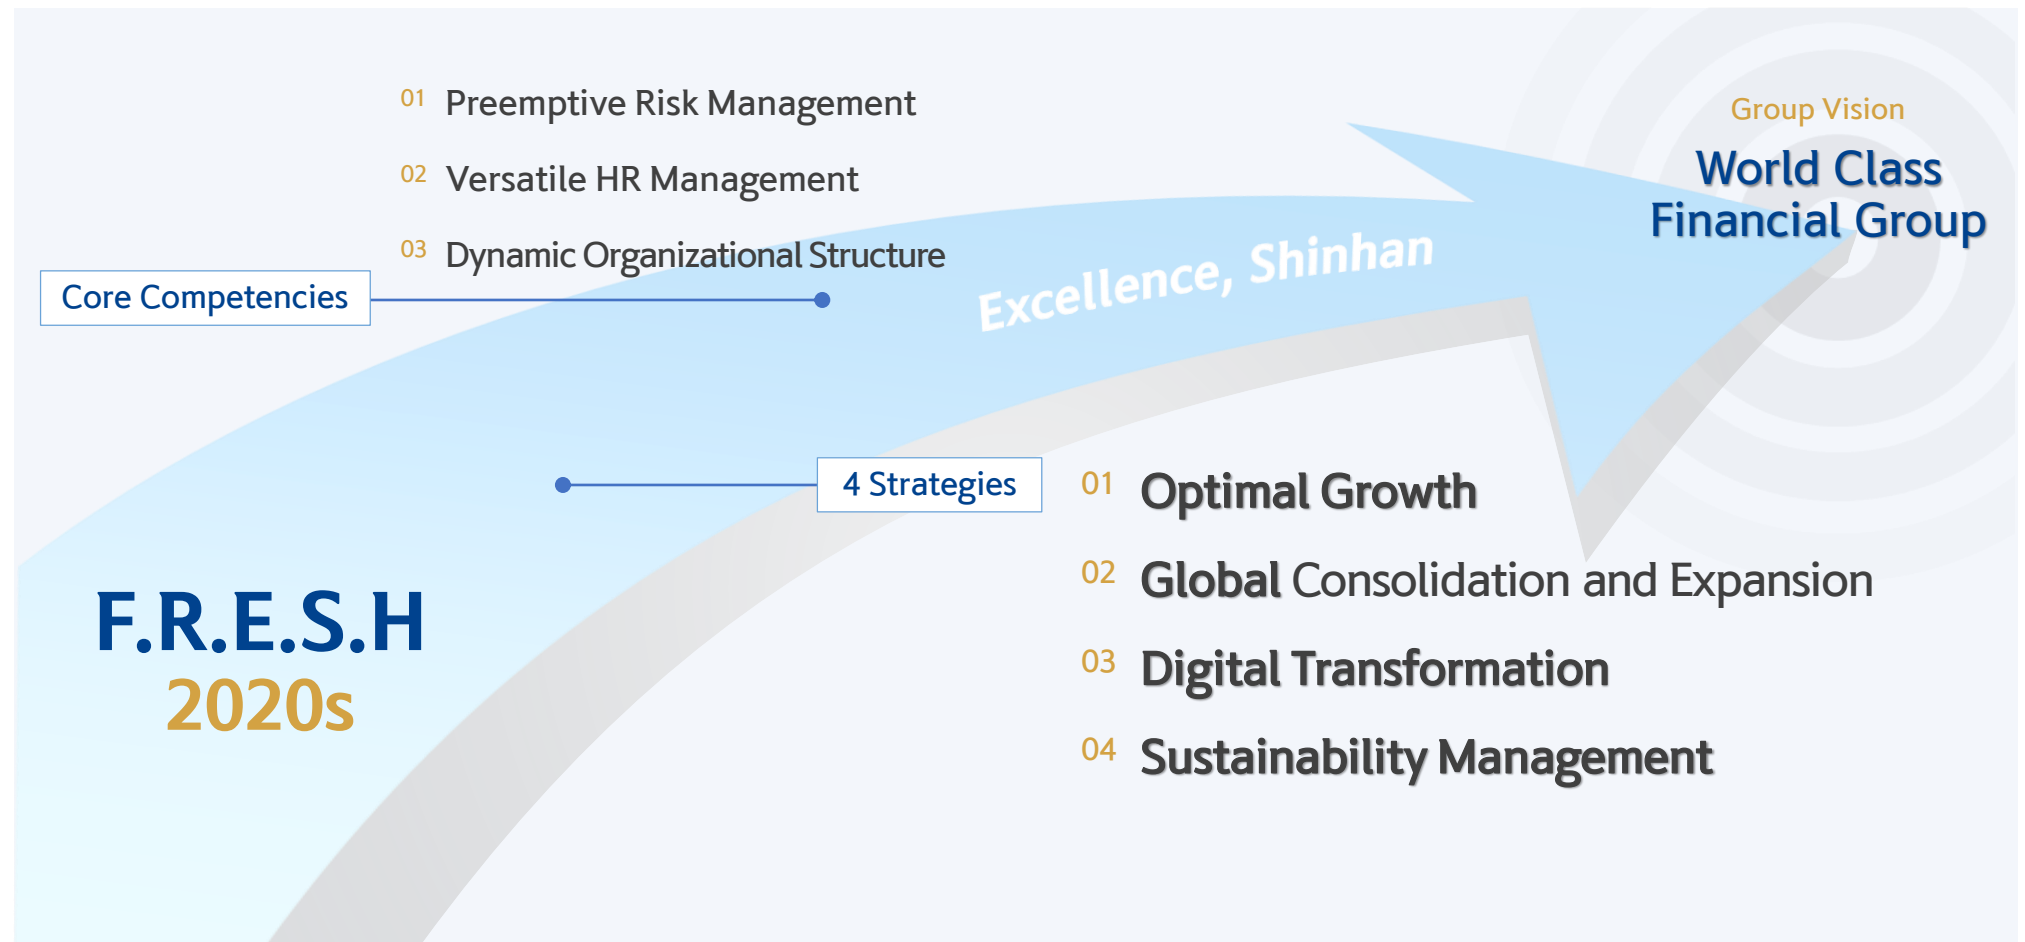 01 Preemptive Risk Management
02 Versatile HR Management
03 Dynamic Organizational Structure
Core Competencies
Excellence, Shinhan
Group Vision
World Class
Financial Group
4 Strategies
01 Optimal Growth
02 Global Consolidation and Expansion
03 Digital Transformation
04 Sustainability Management
F.R.E.S.H
2020s